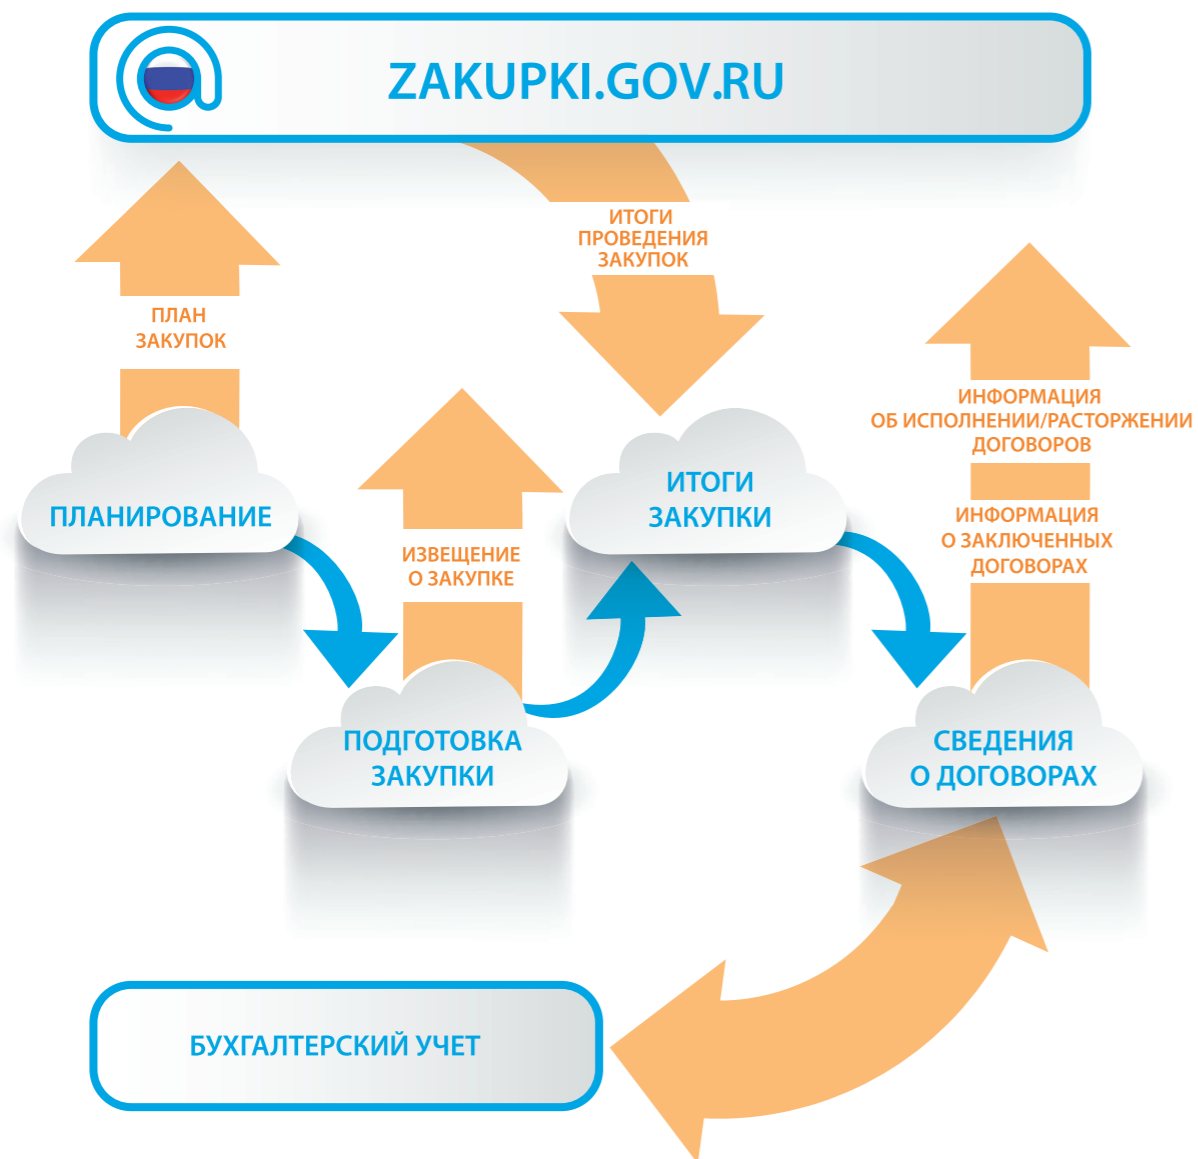 ZAKUPKI.GOV.RU
ПЛАН
ЗАКУПОК
ИТОГИ
ПРОВЕДЕНИЯ
ЗАКУПОК
ИНФОРМАЦИЯ
ОБ ИСПОЛНЕНИИ/РАСТОРЖЕНИИ
ДОГОВОРОВ
ПЛАНИРОВАНИЕ
ИЗВЕЩЕНИЕ
О ЗАКУПКЕ
ИТОГИ
ЗАКУПКИ
ИНФОРМАЦИЯ
О ЗАКЛЮЧЕННЫХ
ДОГОВОРАХ
ПОДГОТОВКА
ЗАКУПКИ
СВЕДЕНИЯ
О ДОГОВОРАХ
БУХГАЛТЕРСКИЙ УЧЕТ